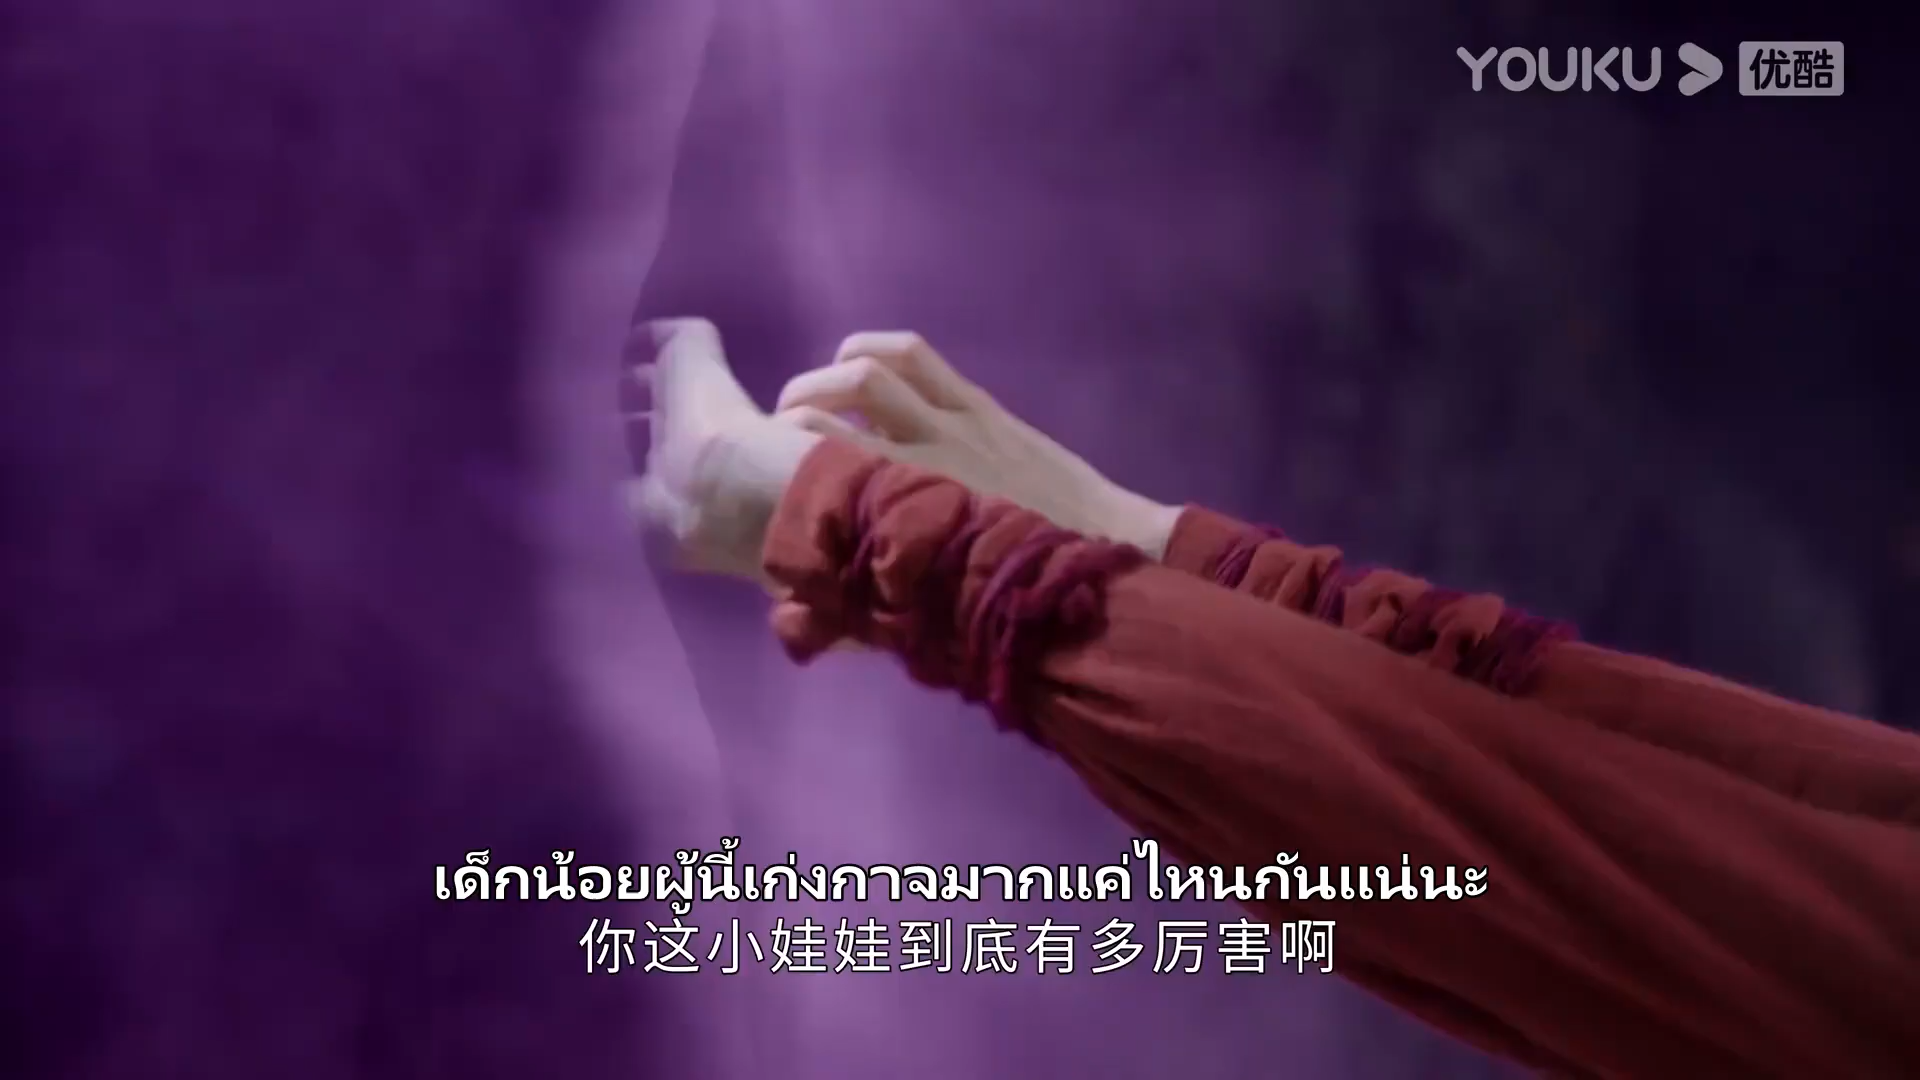 YOUKU 优酷
เด็กน้อยผู้นี้เก่งกาจมากแค่ไหนกันแน่นะ
你这小娃娃到底有多厉害啊